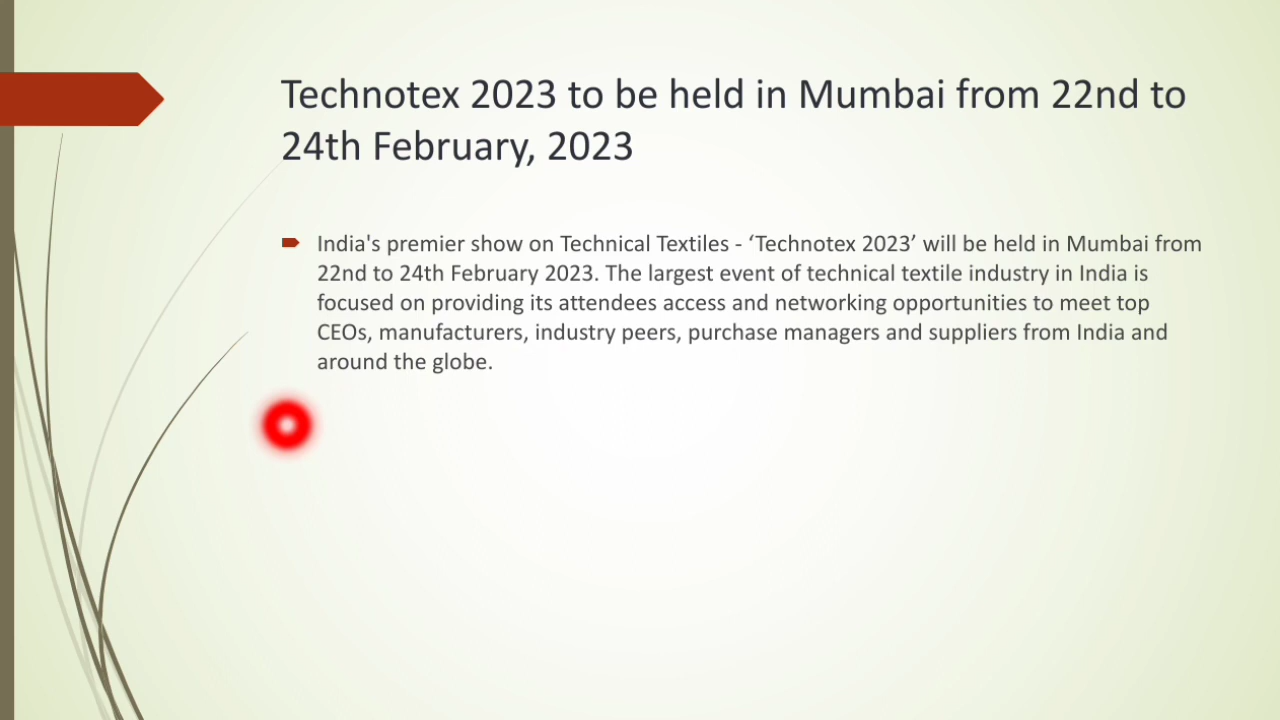 Technotex 2023 to be held in Mumbai from 22nd to
24th February, 2023
India's premier show on Technical Textiles - ‘Technotex 2023’ will be held in Mumbai from
22nd to 24th February 2023. The largest event of technical textile industry in India is
focused on providing its attendees access and networking opportunities to meet top
CEOs, manufacturers, industry peers, purchase managers and suppliers from India and
around the globe.